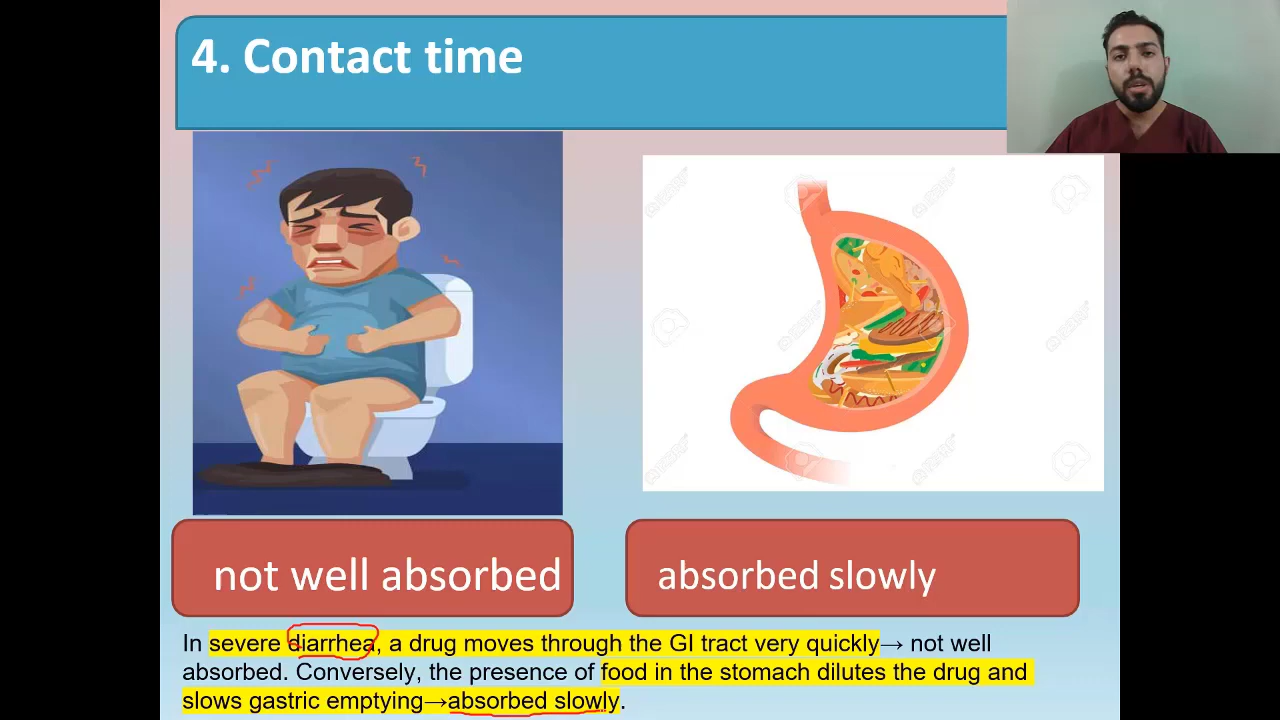 4. Contact time
not well absorbed
absorbed slowly
In severe diarrhea, a drug moves through the GI tract very quickly→ not well
absorbed. Conversely, the presence of food in the stomach dilutes the drug and
slows gastric emptying→absorbed slowly.